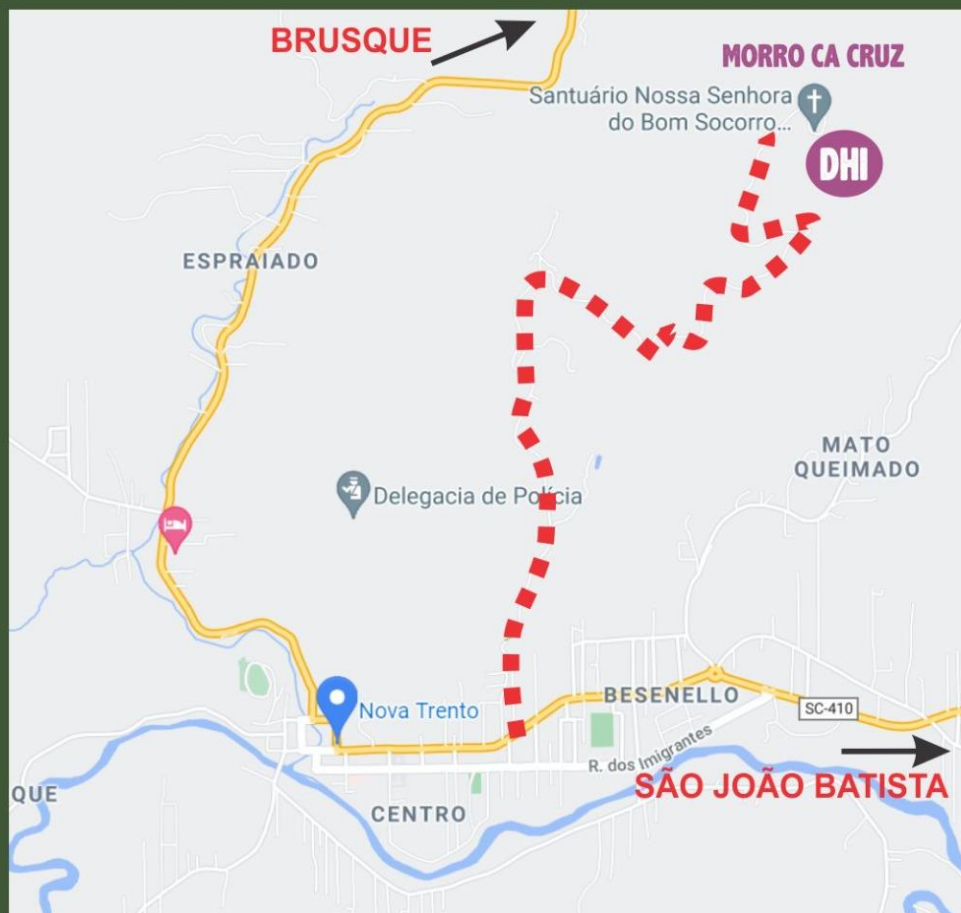 BRUSQUE
MORRO CA CRUZ
Santuário Nossa Senhora
do Bom Socorro...
DHI
ESPRAIADO
MATO
QUEIMADO
Delegacia de Polícia
BESENELLO
Nova Trento
SC-410
R. dos Imigrantes
SÃO JOÃO BATISTA
QUE
CENTRO